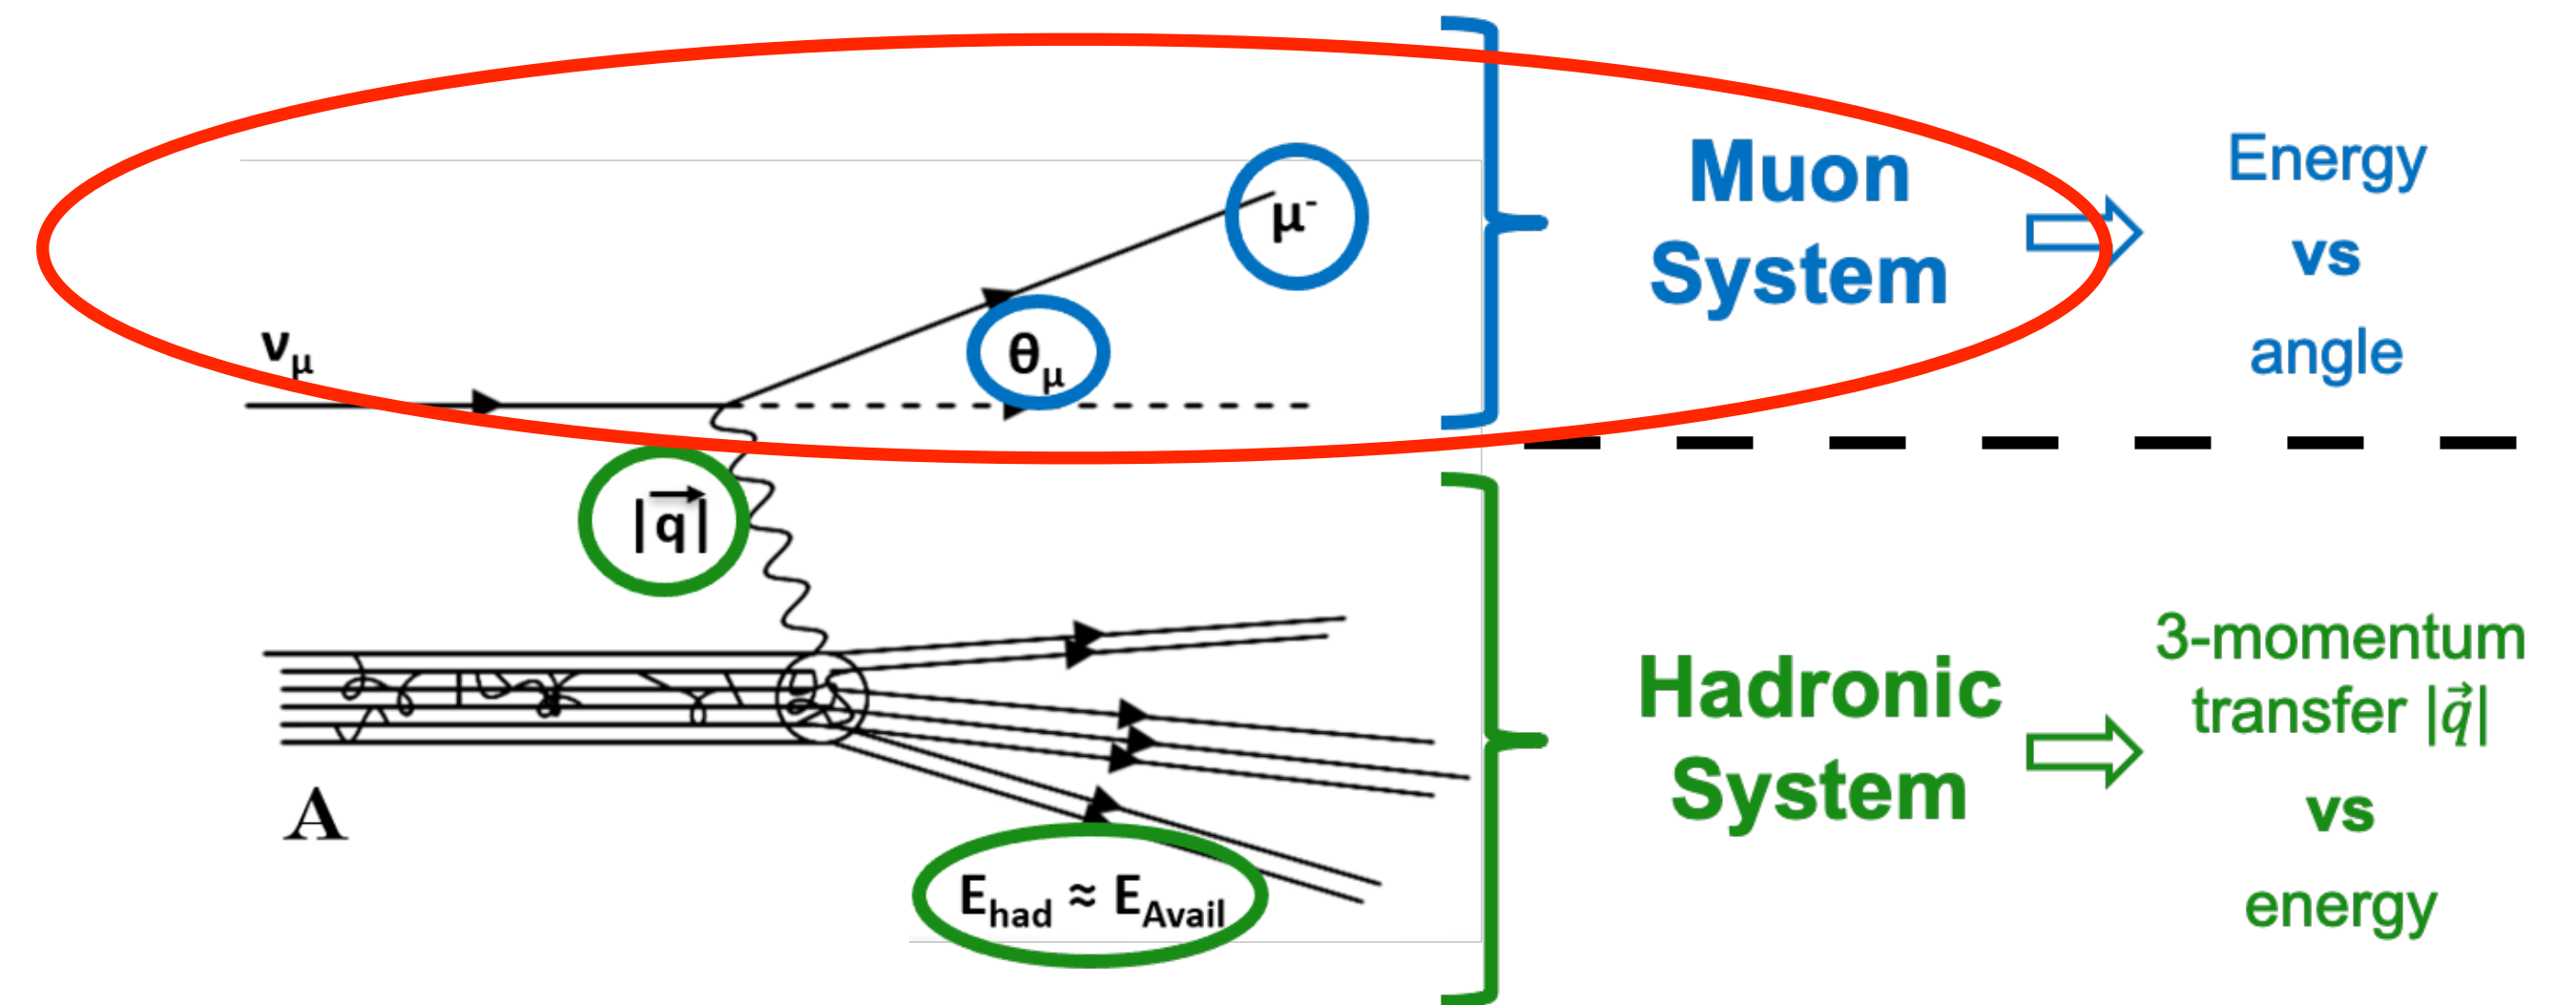 Muon
System
Energy
vs
angle
μ⁻
θμ
νμ
|q⃗|
Hadronic
System
3-momentum
transfer |q⃗|
vs
energy
A
Ehad ≈ EAvail